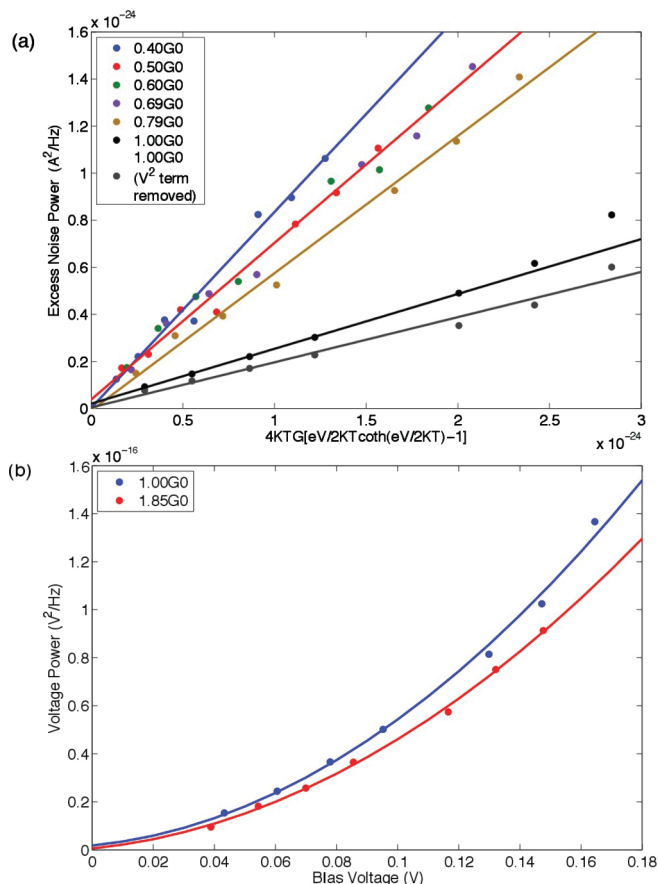 (a)
x 10⁻²⁴
1.6
1.4
1.2
1
0.8
0.6
0.4
0.2
0
Excess Noise Power (A²/Hz)
0.40G0
0.50G0
0.60G0
0.69G0
0.79G0
1.00G0
1.00G0
(V² term
removed)
0
0.5
1
1.5
2
2.5
3
4KTG[eV/2KTcoth(eV/2KT)-1]
x 10⁻²⁴
(b)
x 10⁻¹⁶
1.6
1.4
1.2
1
0.8
0.6
0.4
0.2
0
Voltage Power (V²/Hz)
1.00G0
1.85G0
0
0.02
0.04
0.06
0.08
0.1
0.12
0.14
0.16
0.18
Bias Voltage (V)